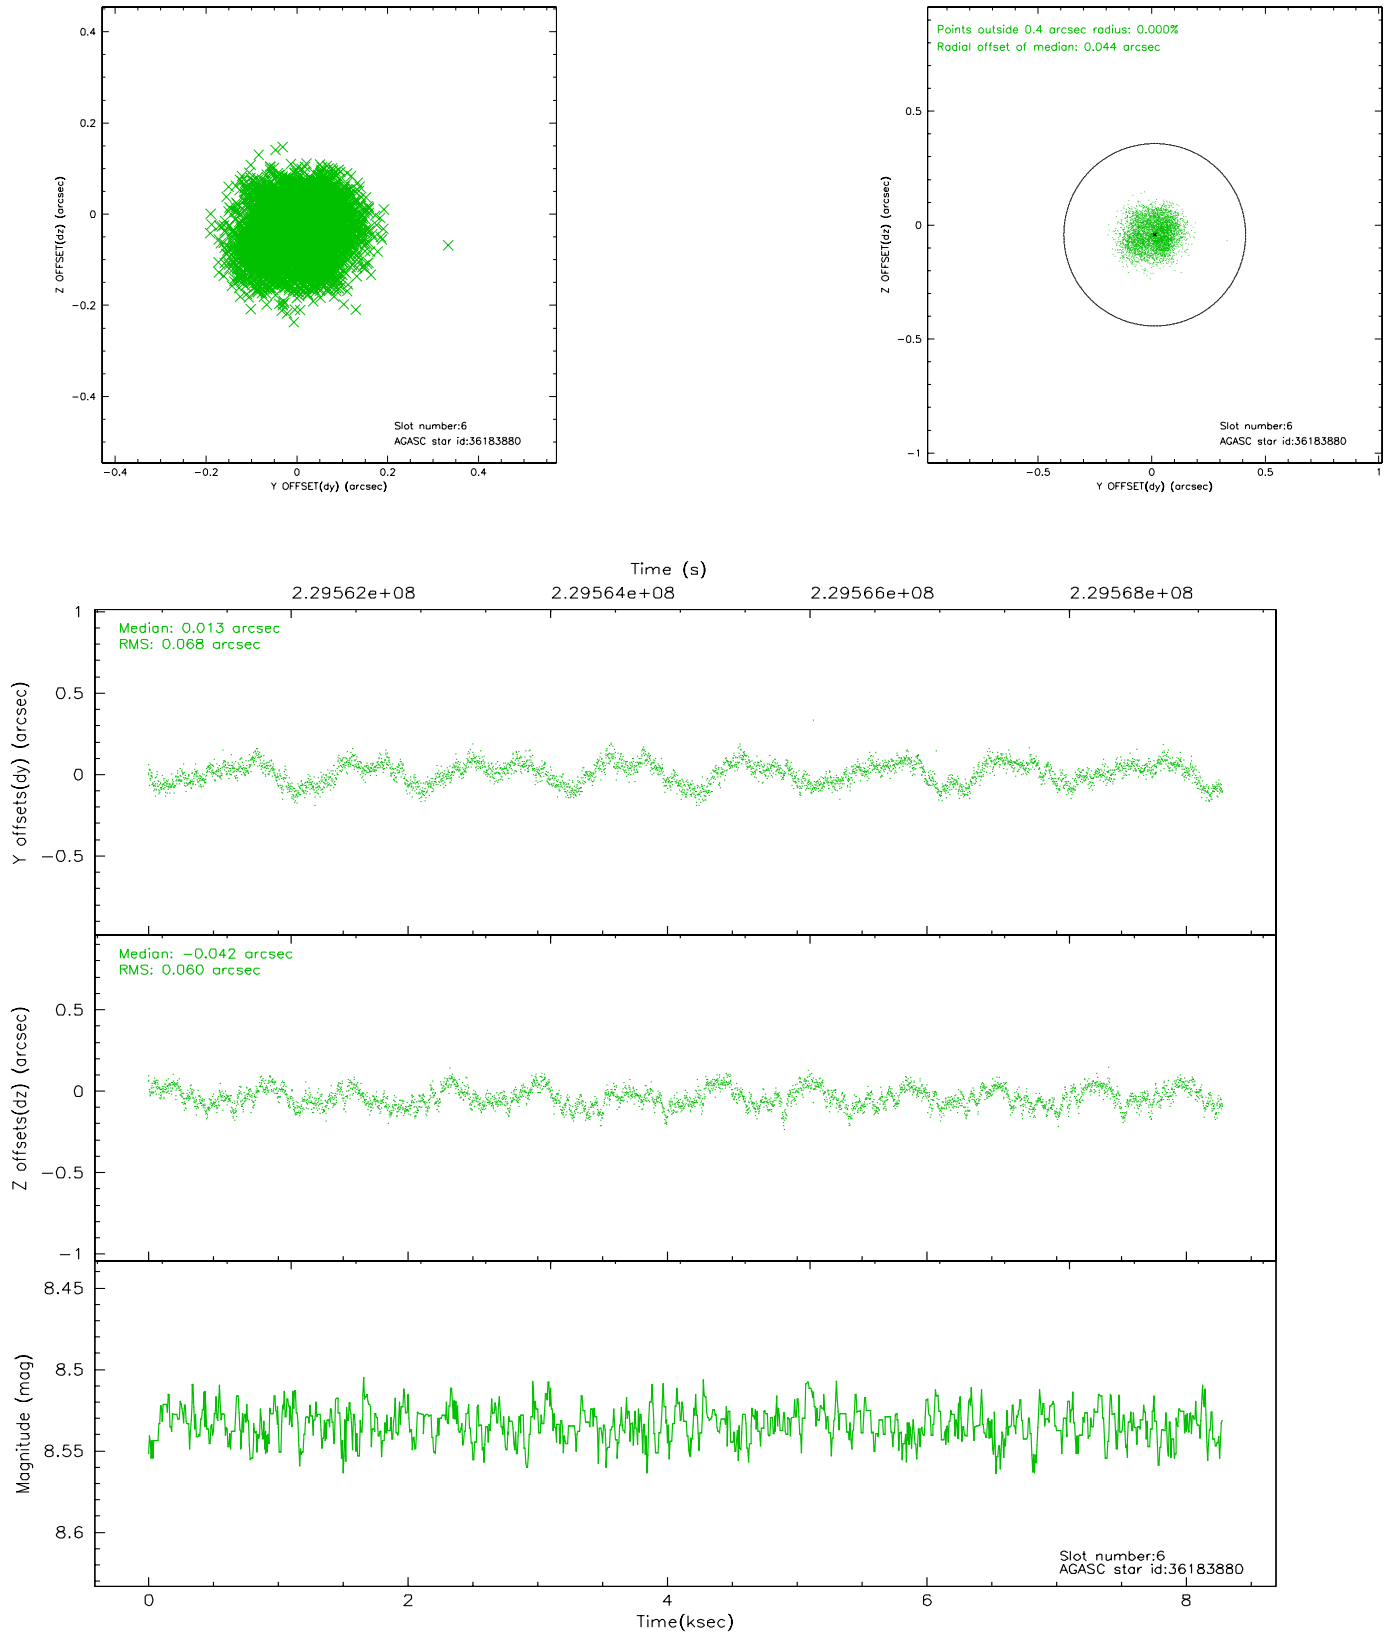 0.4
0.2
0
-0.2
-0.4
Z OFFSET(dz) (arcsec)
Slot number:6
AGASC star id:36183880
-0.4 -0.2 0 0.2 0.4
Y OFFSET(dy) (arcsec)
Points outside 0.4 arcsec radius: 0.000%
Radial offset of median: 0.044 arcsec
0.5
0
-0.5
-1
Z OFFSET(dz) (arcsec)
Slot number:6
AGASC star id:36183880
-0.5 0 0.5 1
Y OFFSET(dy) (arcsec)
Time (s)
2.29562e+08 2.29564e+08 2.29566e+08 2.29568e+08
Median: 0.013 arcsec
RMS: 0.068 arcsec
1
0.5
0
-0.5
Y offsets(dy) (arcsec)
Median: -0.042 arcsec
RMS: 0.060 arcsec
0.5
0
-0.5
-1
Z offsets(dz) (arcsec)
8.45
8.5
8.55
8.6
Magnitude (mag)
Slot number:6
AGASC star id:36183880
0 2 4 6 8
Time(ksec)